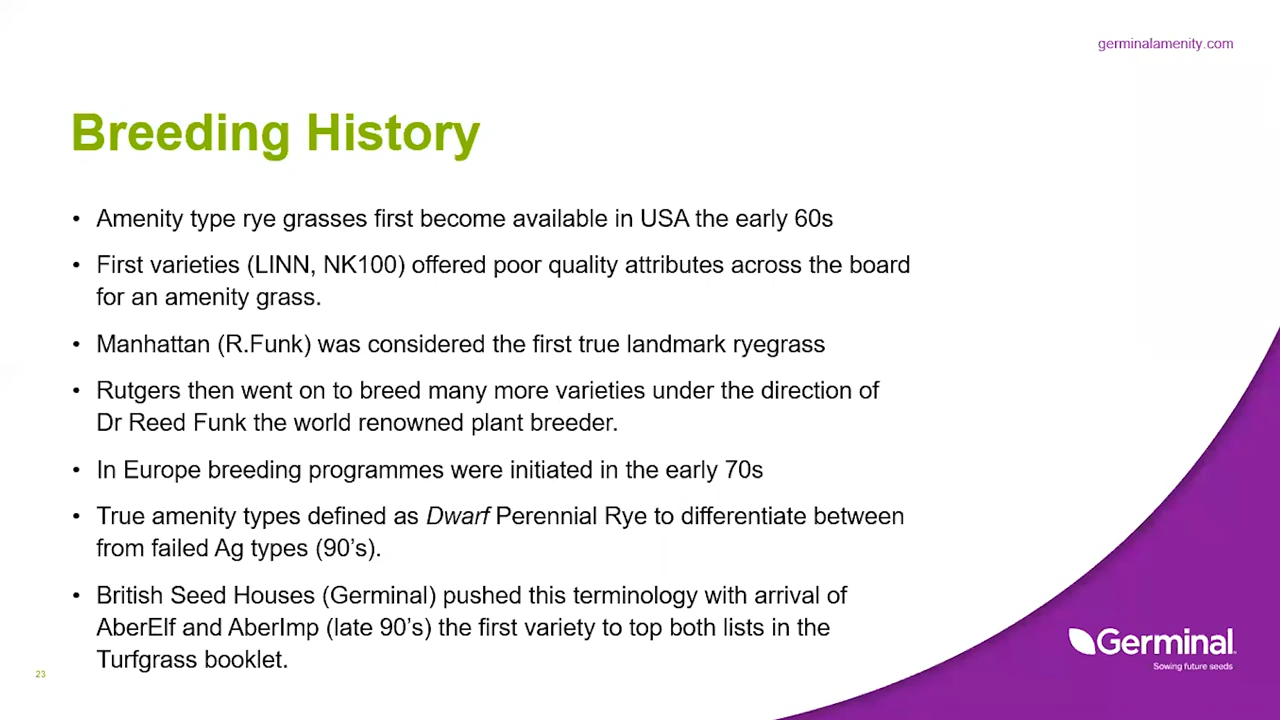 germinalamenity.com
Breeding History
• Amenity type rye grasses first become available in USA the early 60s
• First varieties (LINN, NK100) offered poor quality attributes across the board
for an amenity grass.
• Manhattan (R.Funk) was considered the first true landmark ryegrass
• Rutgers then went on to breed many more varieties under the direction of
Dr Reed Funk the world renowned plant breeder.
• In Europe breeding programmes were initiated in the early 70s
• True amenity types defined as Dwarf Perennial Rye to differentiate between
from failed Ag types (90’s).
• British Seed Houses (Germinal) pushed this terminology with arrival of
AberElf and AberImp (late 90’s) the first variety to top both lists in the
Turfgrass booklet.
23
Germinal
Sowing future seeds